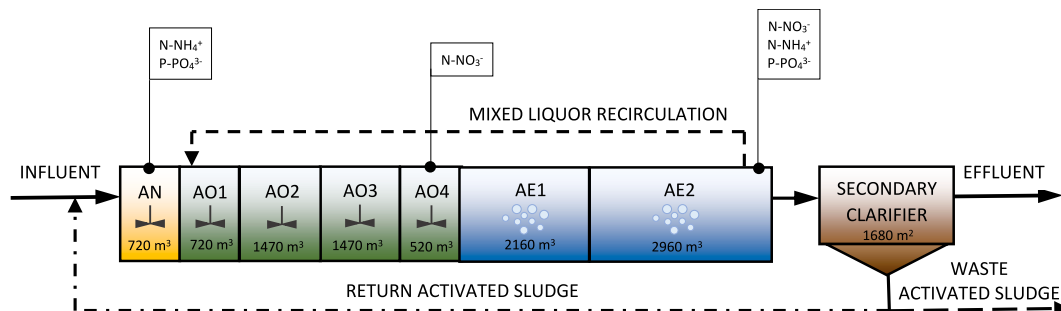 N-NH₄⁺
P-PO₄³⁻
N-NO₃⁻
N-NO₃⁻
N-NH₄⁺
P-PO₄³⁻
MIXED LIQUOR RECIRCULATION
INFLUENT
EFFLUENT
AN
AO1
AO2
AO3
AO4
AE1
AE2
SECONDARY
CLARIFIER
1680 m²
720 m³
720 m³
1470 m³
1470 m³
520 m³
2160 m³
2960 m³
RETURN ACTIVATED SLUDGE
WASTE
ACTIVATED SLUDGE